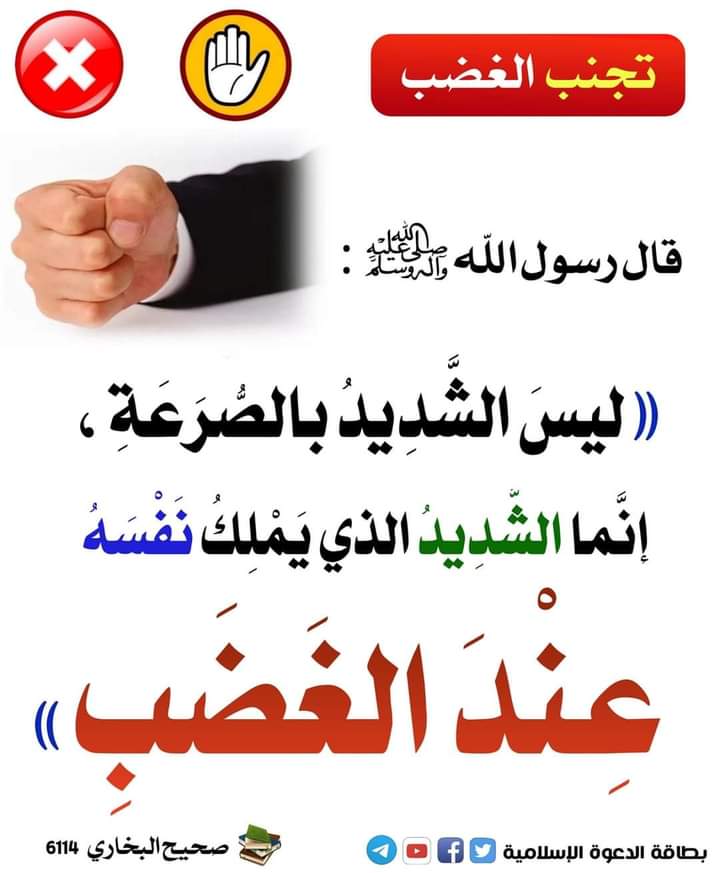 تجنب الغضب
قال رسول الله ﷺ :
(( ليسَ الشَّدِيدُ بالصُّرَعَةِ ،
إنَّما الشَّدِيدُ الذي يَمْلِكُ نَفْسَهُ
عِنْدَ الغَضَبِ ))
صحيح البخاري 6114
بطاقة الدعوة الإسلامية